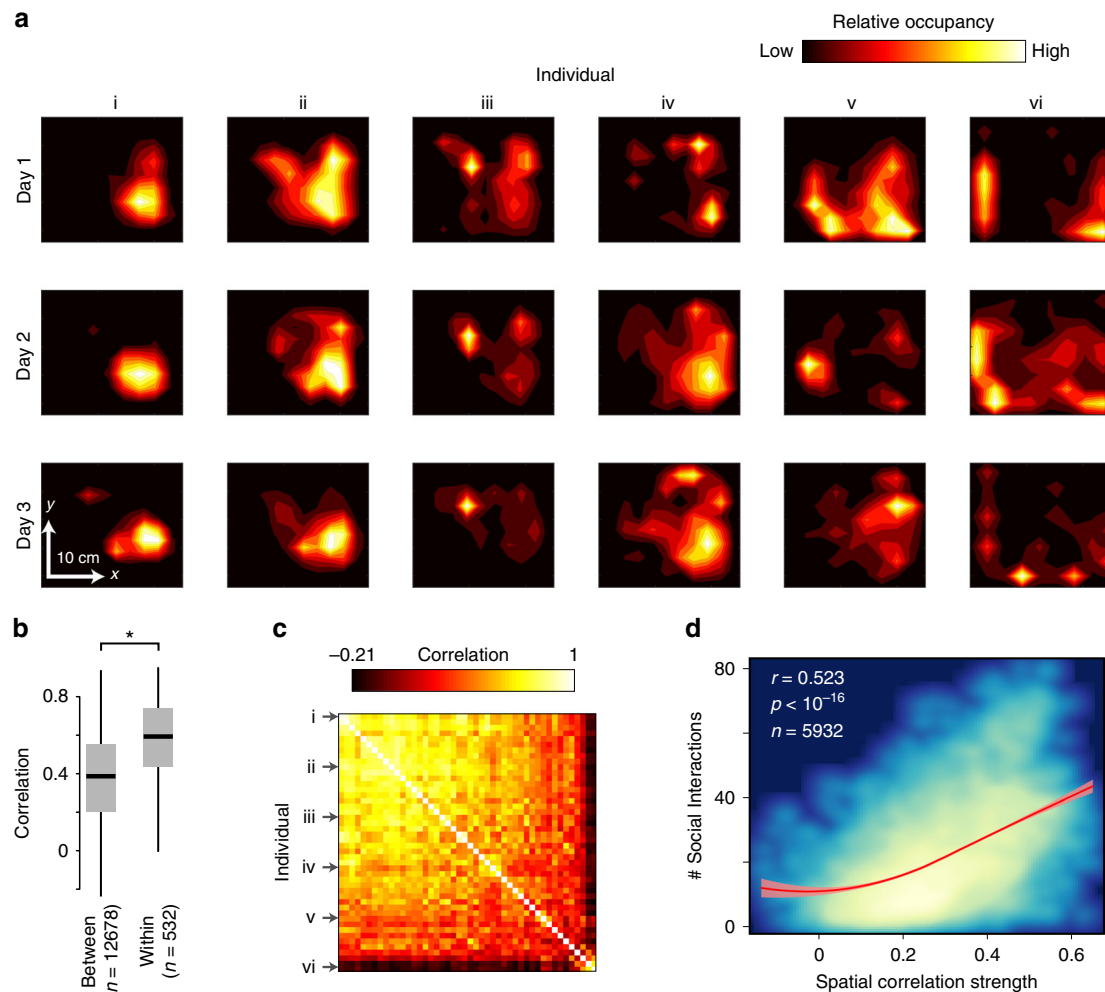 a
Relative occupancy
Low High
Individual
i ii iii iv v vi
Day 1
Day 2
Day 3
y
10 cm
x
b
*
Correlation
0.8
0.4
0
Between
n = 12678)
Within
(n = 532)
c
–0.21 Correlation 1
Individual
i
ii
iii
iv
v
vi
d
r = 0.523
p < 10⁻¹⁶
n = 5932
# Social Interactions
80
40
0
0 0.2 0.4 0.6
Spatial correlation strength